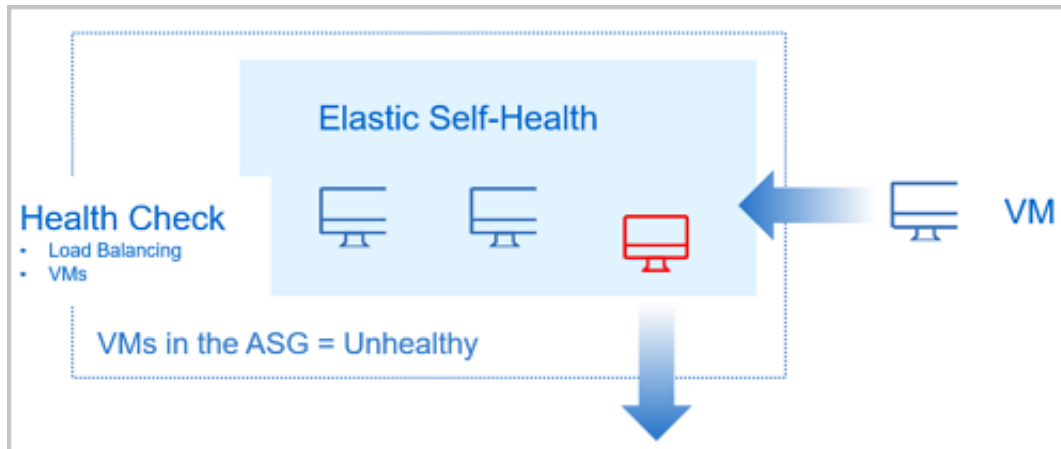 Elastic Self-Health
Health Check
• Load Balancing
• VMs
VM
VMs in the ASG = Unhealthy